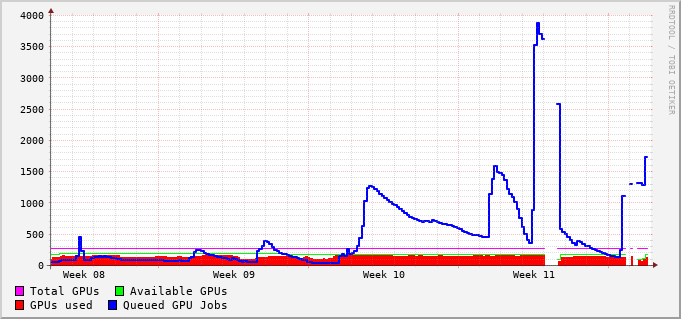 4000
3500
3000
2500
2000
1500
1000
500
0
Week 08 Week 09 Week 10 Week 11
Total GPUs Available GPUs
GPUs used Queued GPU Jobs
RRDTOOL / TOBI OETIKER